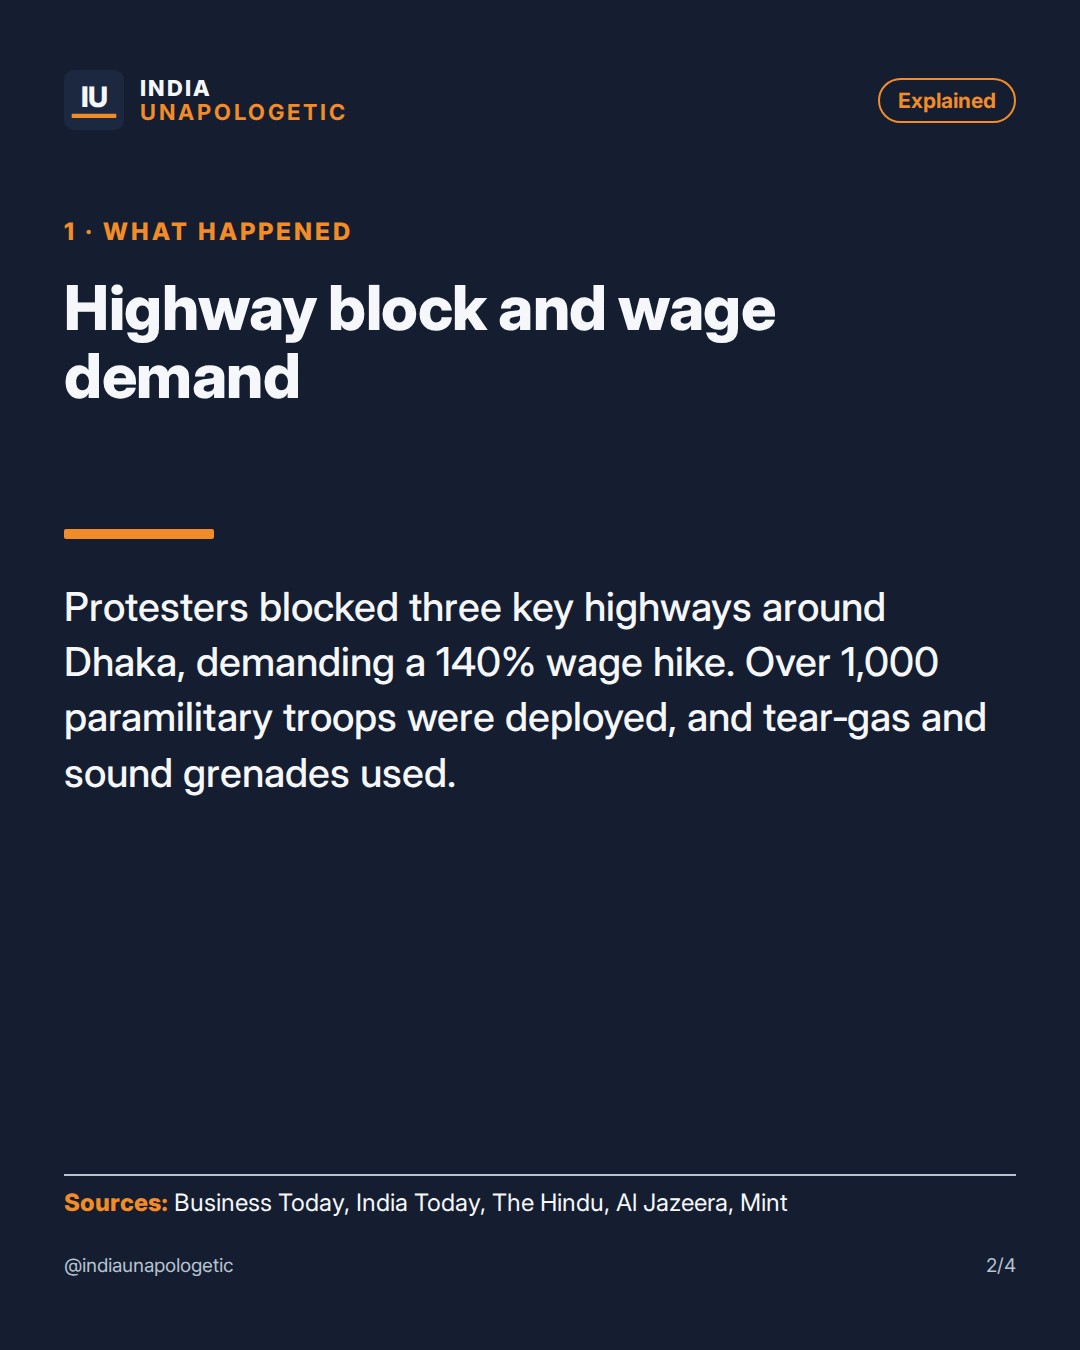 IU
INDIA
UNAPOLOGETIC
Explained
1 · WHAT HAPPENED
Highway block and wage
demand
Protesters blocked three key highways around
Dhaka, demanding a 140% wage hike. Over 1,000
paramilitary troops were deployed, and tear-gas and
sound grenades used.
Sources: Business Today, India Today, The Hindu, Al Jazeera, Mint
@indiaunapologetic
2/4